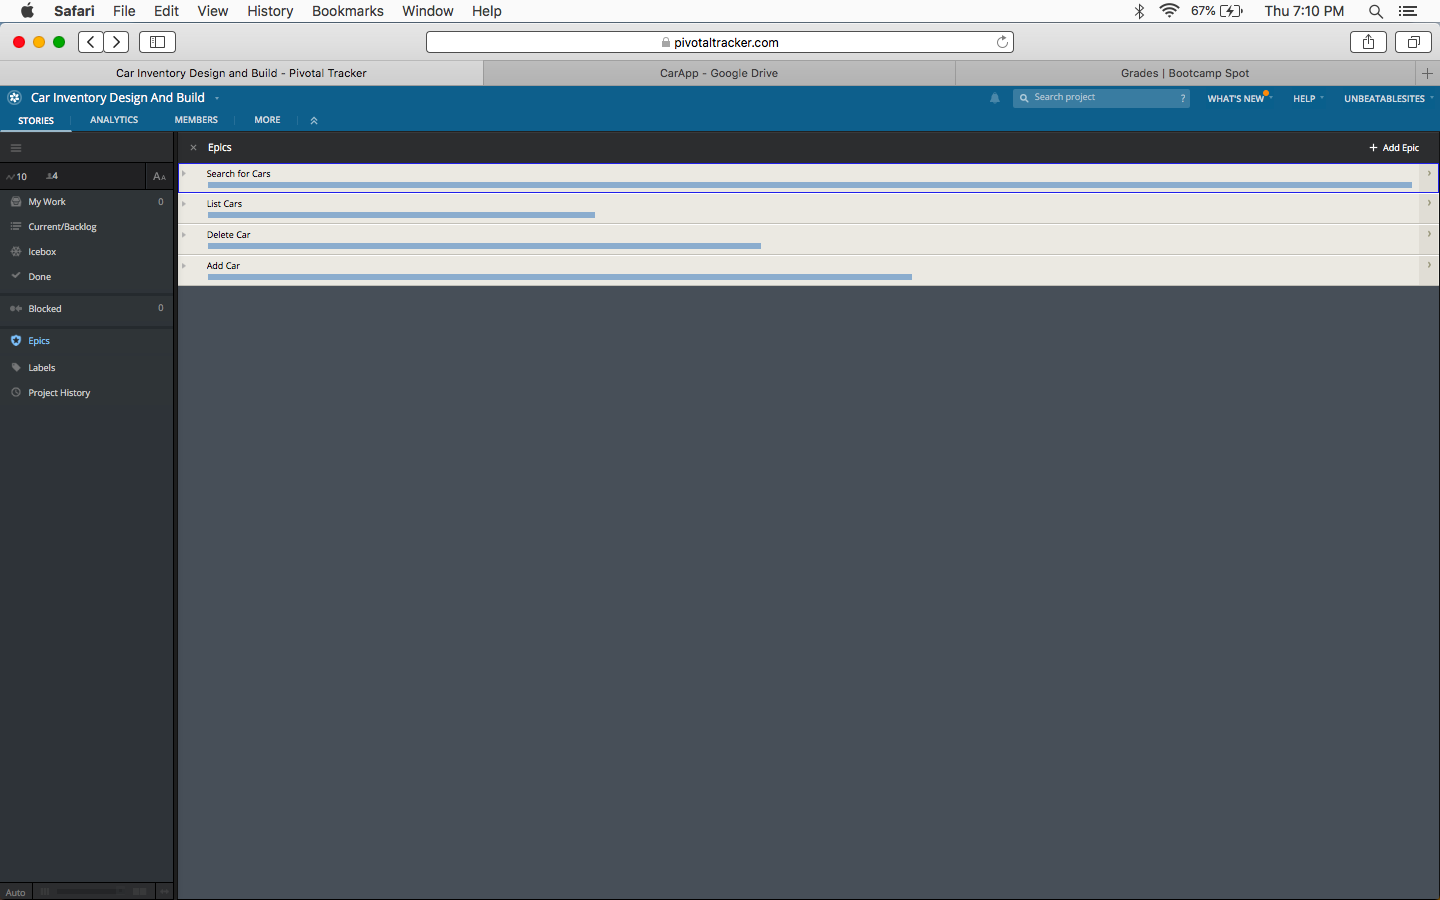 Safari File Edit View History Bookmarks Window Help 67% Thu 7:10 PM
pivotaltracker.com
Car Inventory Design and Build - Pivotal Tracker CarApp - Google Drive Grades | Bootcamp Spot
Car Inventory Design And Build Search project ? WHAT'S NEW HELP UNBEATABLESITES
STORIES ANALYTICS MEMBERS MORE
Epics + Add Epic
10 4 AA
Search for Cars
List Cars
Delete Car
Add Car
My Work 0
Current/Backlog
Icebox
Done
Blocked 0
Epics
Labels
Project History
Auto